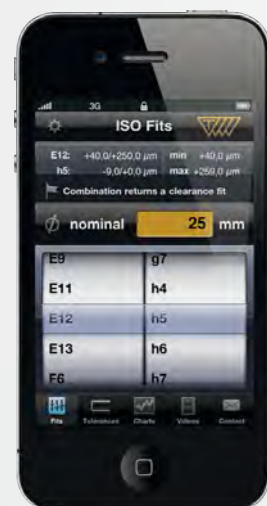 3G
ISO Fits
E12: +40,0/+250,0 µm min +40,0 µm
h5: -9,0/+0,0 µm max +259,0 µm
Combination returns a clearance fit
nominal 25 mm
E9 g7
E11 h4
E12 h5
E13 h6
F6 h7
Fits Tolerances Charts Videos Contact